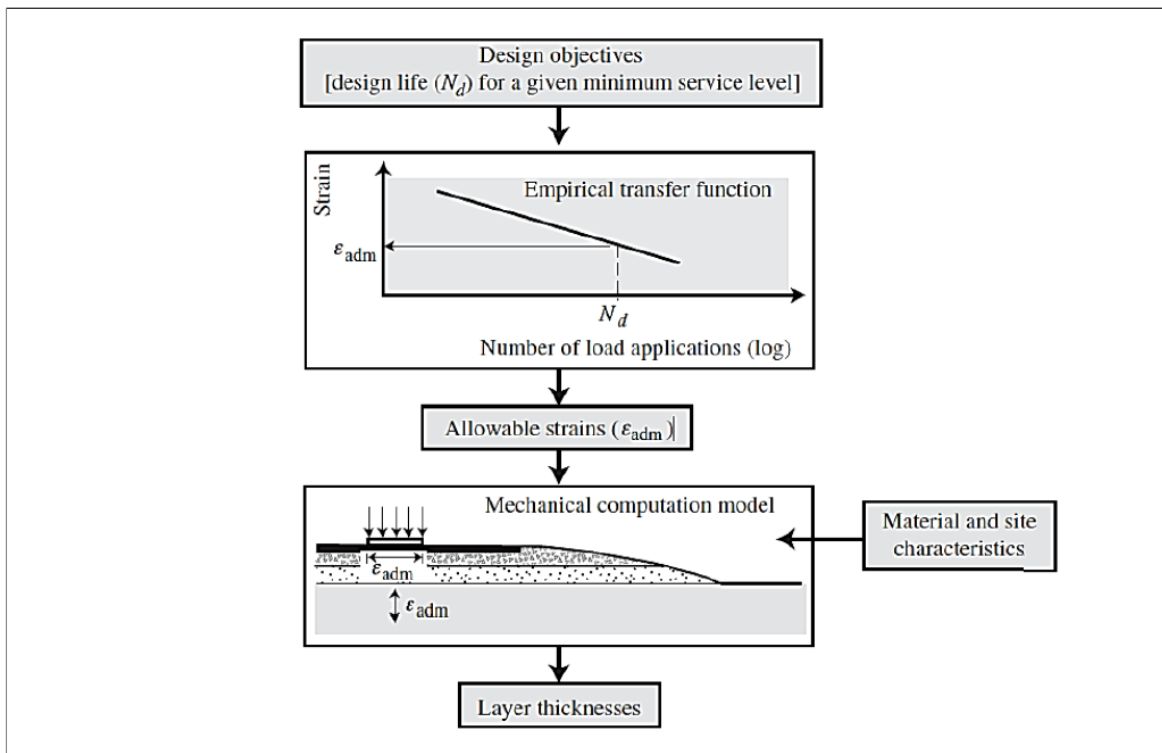 Design objectives
[design life (N_d) for a given minimum service level]
Strain
Empirical transfer function
ε_adm
N_d
Number of load applications (log)
Allowable strains (ε_adm)
Mechanical computation model
ε_adm
ε_adm
Material and site
characteristics
Layer thicknesses